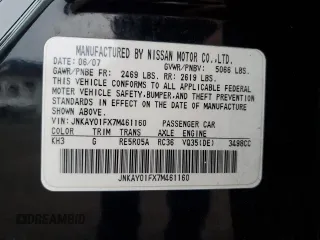 MANUFACTURED BY NISSAN MOTOR CO.,LTD.
DATE: 06/07 GVWR/PNBV: 5066 LBS.
GAWR/PNBE FR: 2469 LBS. RR: 2619 LBS.
THIS VEHICLE CONFORMS TO ALL APPLICABLE FEDERAL
MOTOR VEHICLE SAFETY, BUMPER, AND THEFT PREVENTION
STANDARDS IN EFFECT ON THE DATE OF MANUFACTURE
SHOWN ABOVE.
VIN: JNKAY01FX7M461160 PASSENGER CAR
COLOR TRIM TRANS AXLE ENGINE
KH3 G RE5R05A RC36 VQ35(DE) 3498CC
JNKAY01FX7M461160